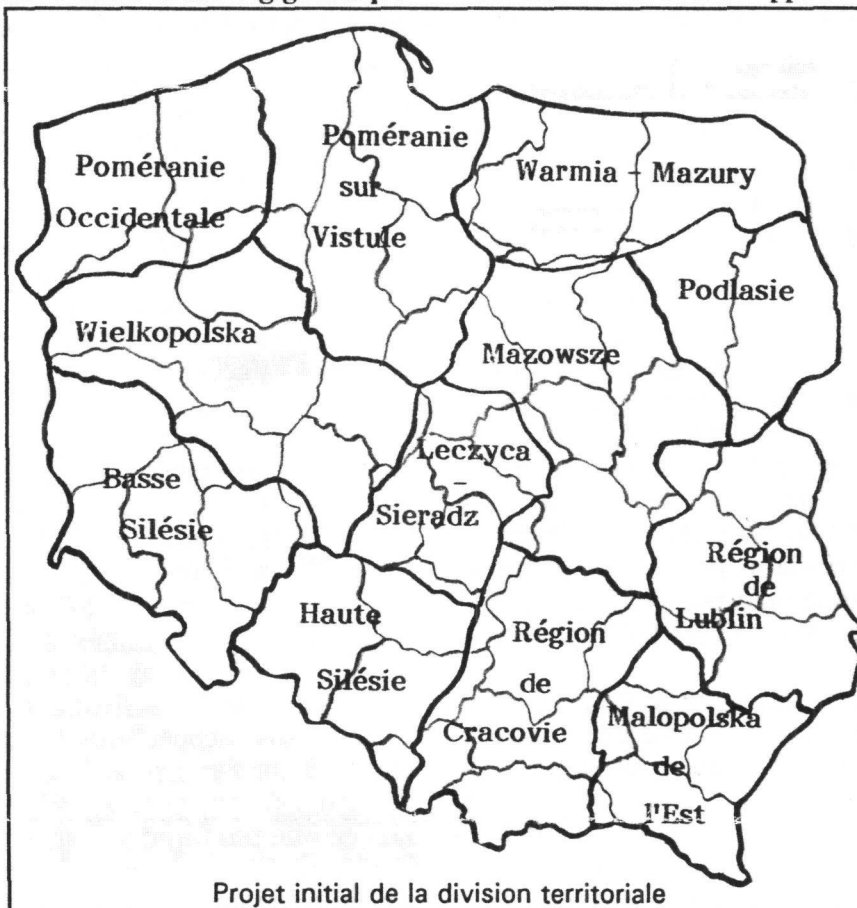 Poméranie
Occidentale
Poméranie
sur
Vistule
Warmia - Mazury
Podlasie
Wielkopolska
Mazowsze
Leczyca
-
Sieradz
Basse
Silésie
Région
de
Lublin
Haute
Silésie
Région
de
Cracovie
Malopolska
de
l'Est
Projet initial de la division territoriale